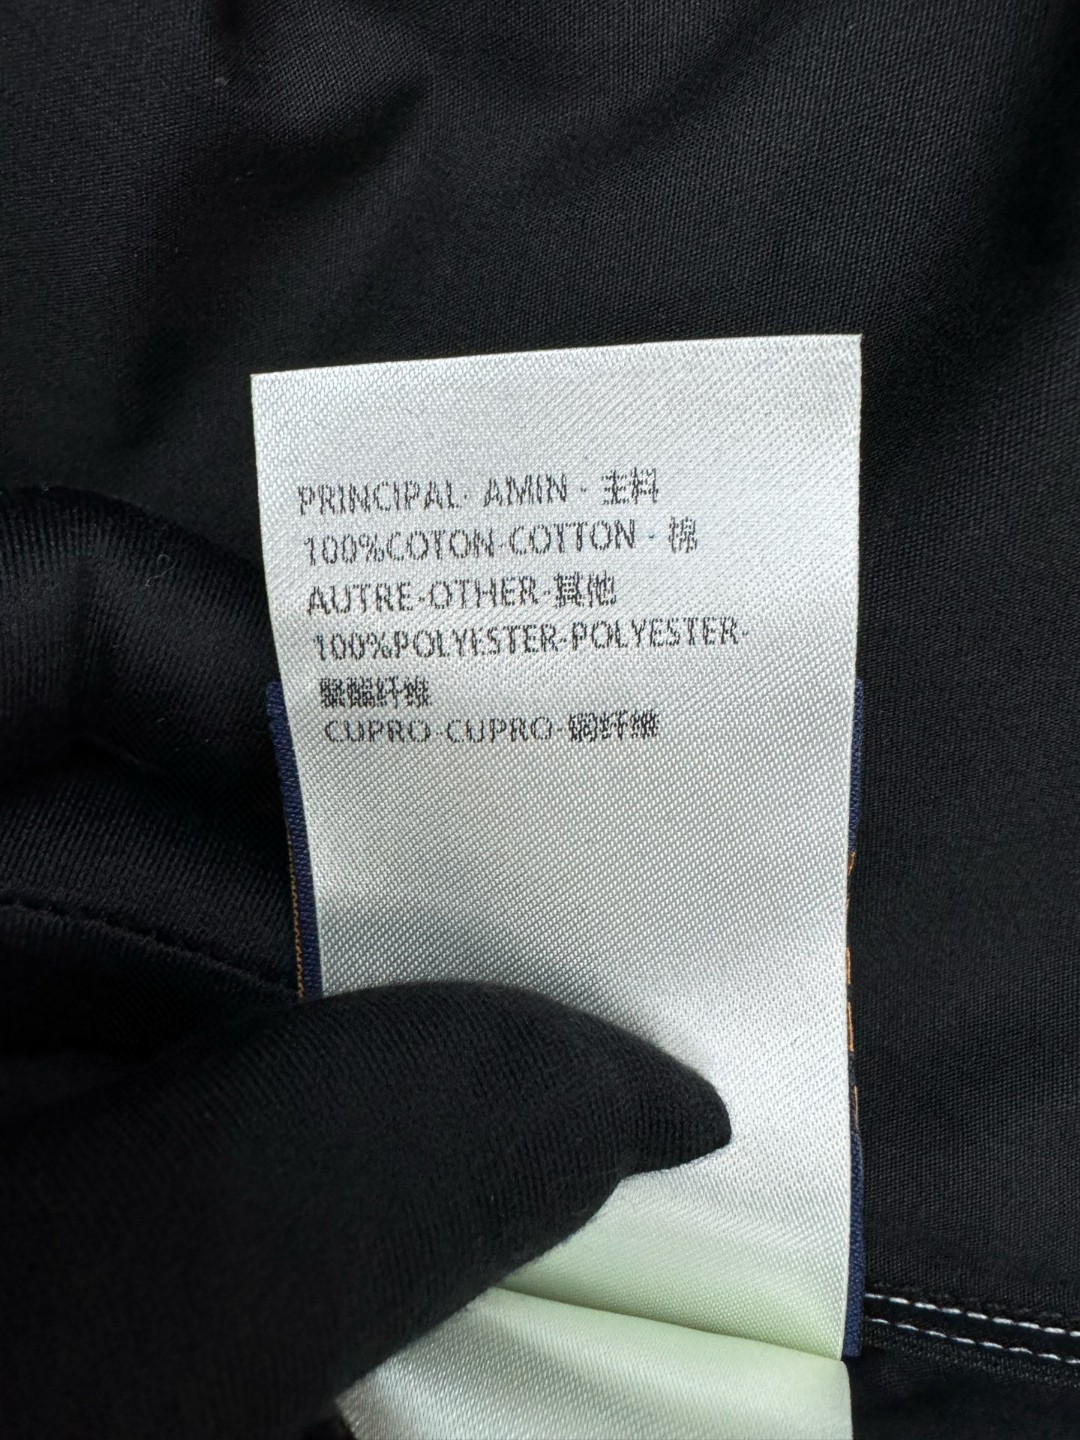 PRINCIPAL· AMIN - 主料
100%COTON-COTTON - 棉
AUTRE-OTHER-其他
100%POLYESTER-POLYESTER-
聚酯纤维
CUPRO-CUPRO-铜纤维